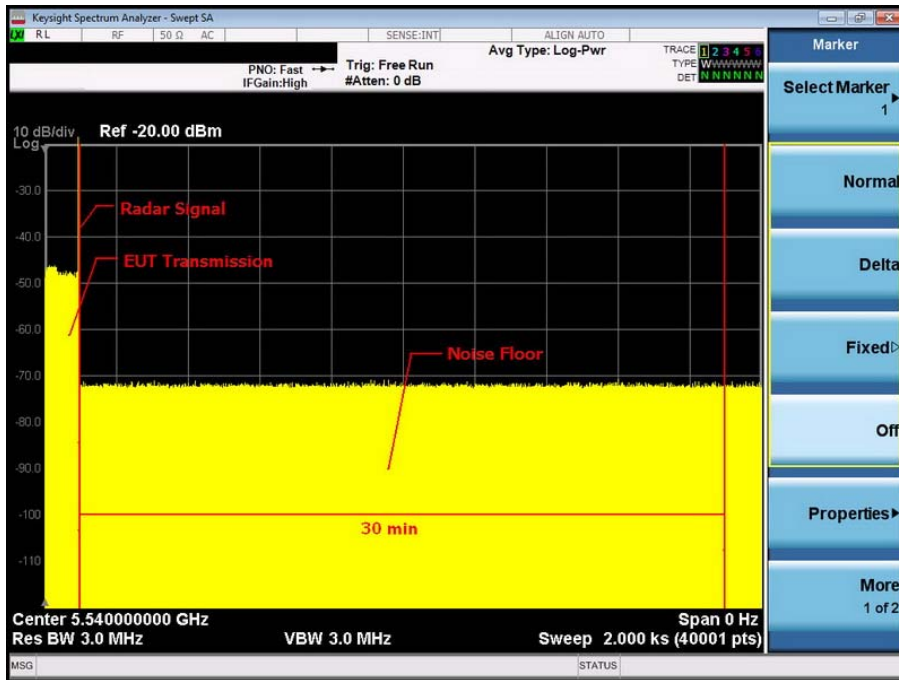 Keysight Spectrum Analyzer - Swept SA
LXI RL RF 50 Ω AC SENSE:INT ALIGN AUTO
Marker
Avg Type: Log-Pwr
TRACE 1 2 3 4 5 6
PNO: Fast Trig: Free Run
TYPE WWWWWW
IFGain:High #Atten: 0 dB
DET N N N N N N
Select Marker
1
10 dB/div Ref -20.00 dBm
Log
Normal
-30.0
Radar Signal
-40.0
EUT Transmission
Delta
-50.0
-60.0
Noise Floor
Fixed
-70.0
-80.0
Off
-90.0
-100
30 min
Properties
-110
More
1 of 2
Center 5.540000000 GHz Span 0 Hz
Res BW 3.0 MHz VBW 3.0 MHz Sweep 2.000 ks (40001 pts)
MSG STATUS